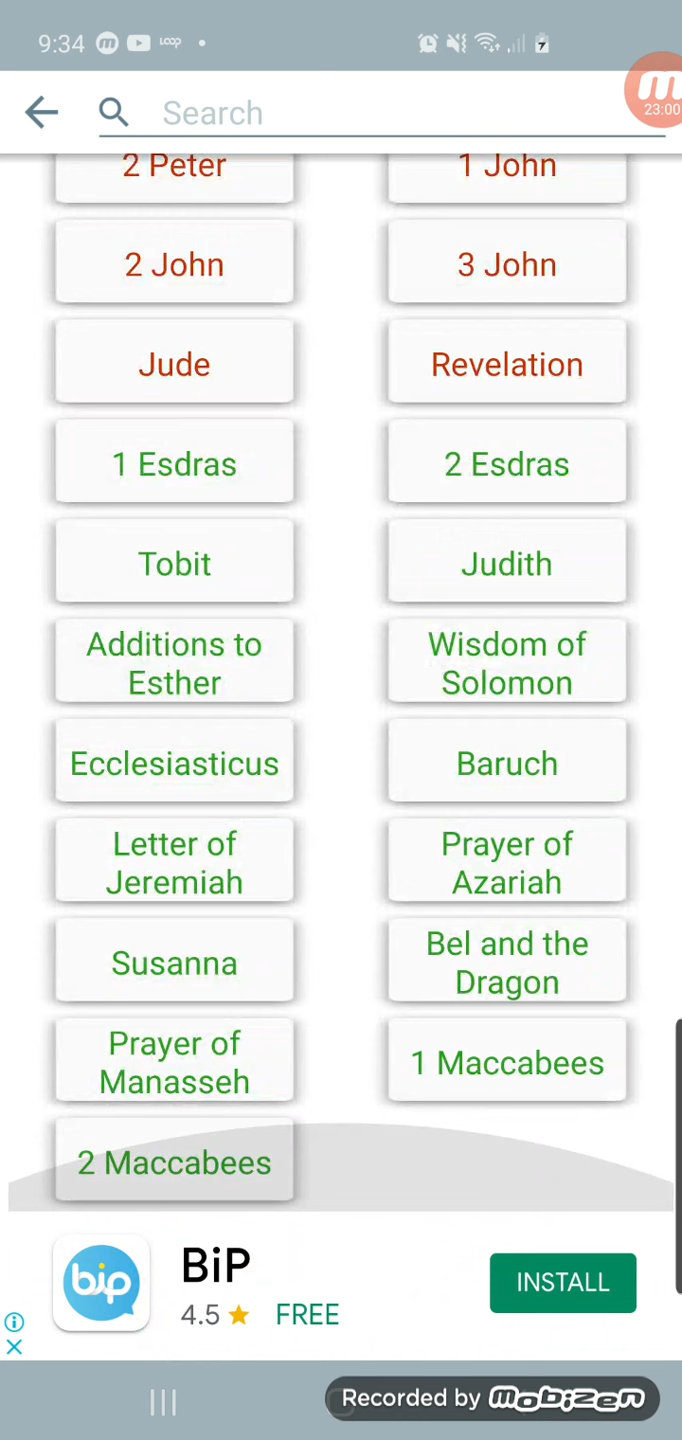 9:34 m LOOP
Search
23:00
2 Peter
1 John
2 John
3 John
Jude
Revelation
1 Esdras
2 Esdras
Tobit
Judith
Additions to
Esther
Wisdom of
Solomon
Ecclesiasticus
Baruch
Letter of
Jeremiah
Prayer of
Azariah
Susanna
Bel and the
Dragon
Prayer of
Manasseh
1 Maccabees
2 Maccabees
bip
BiP
4.5 ★ FREE
INSTALL
Recorded by mobizen